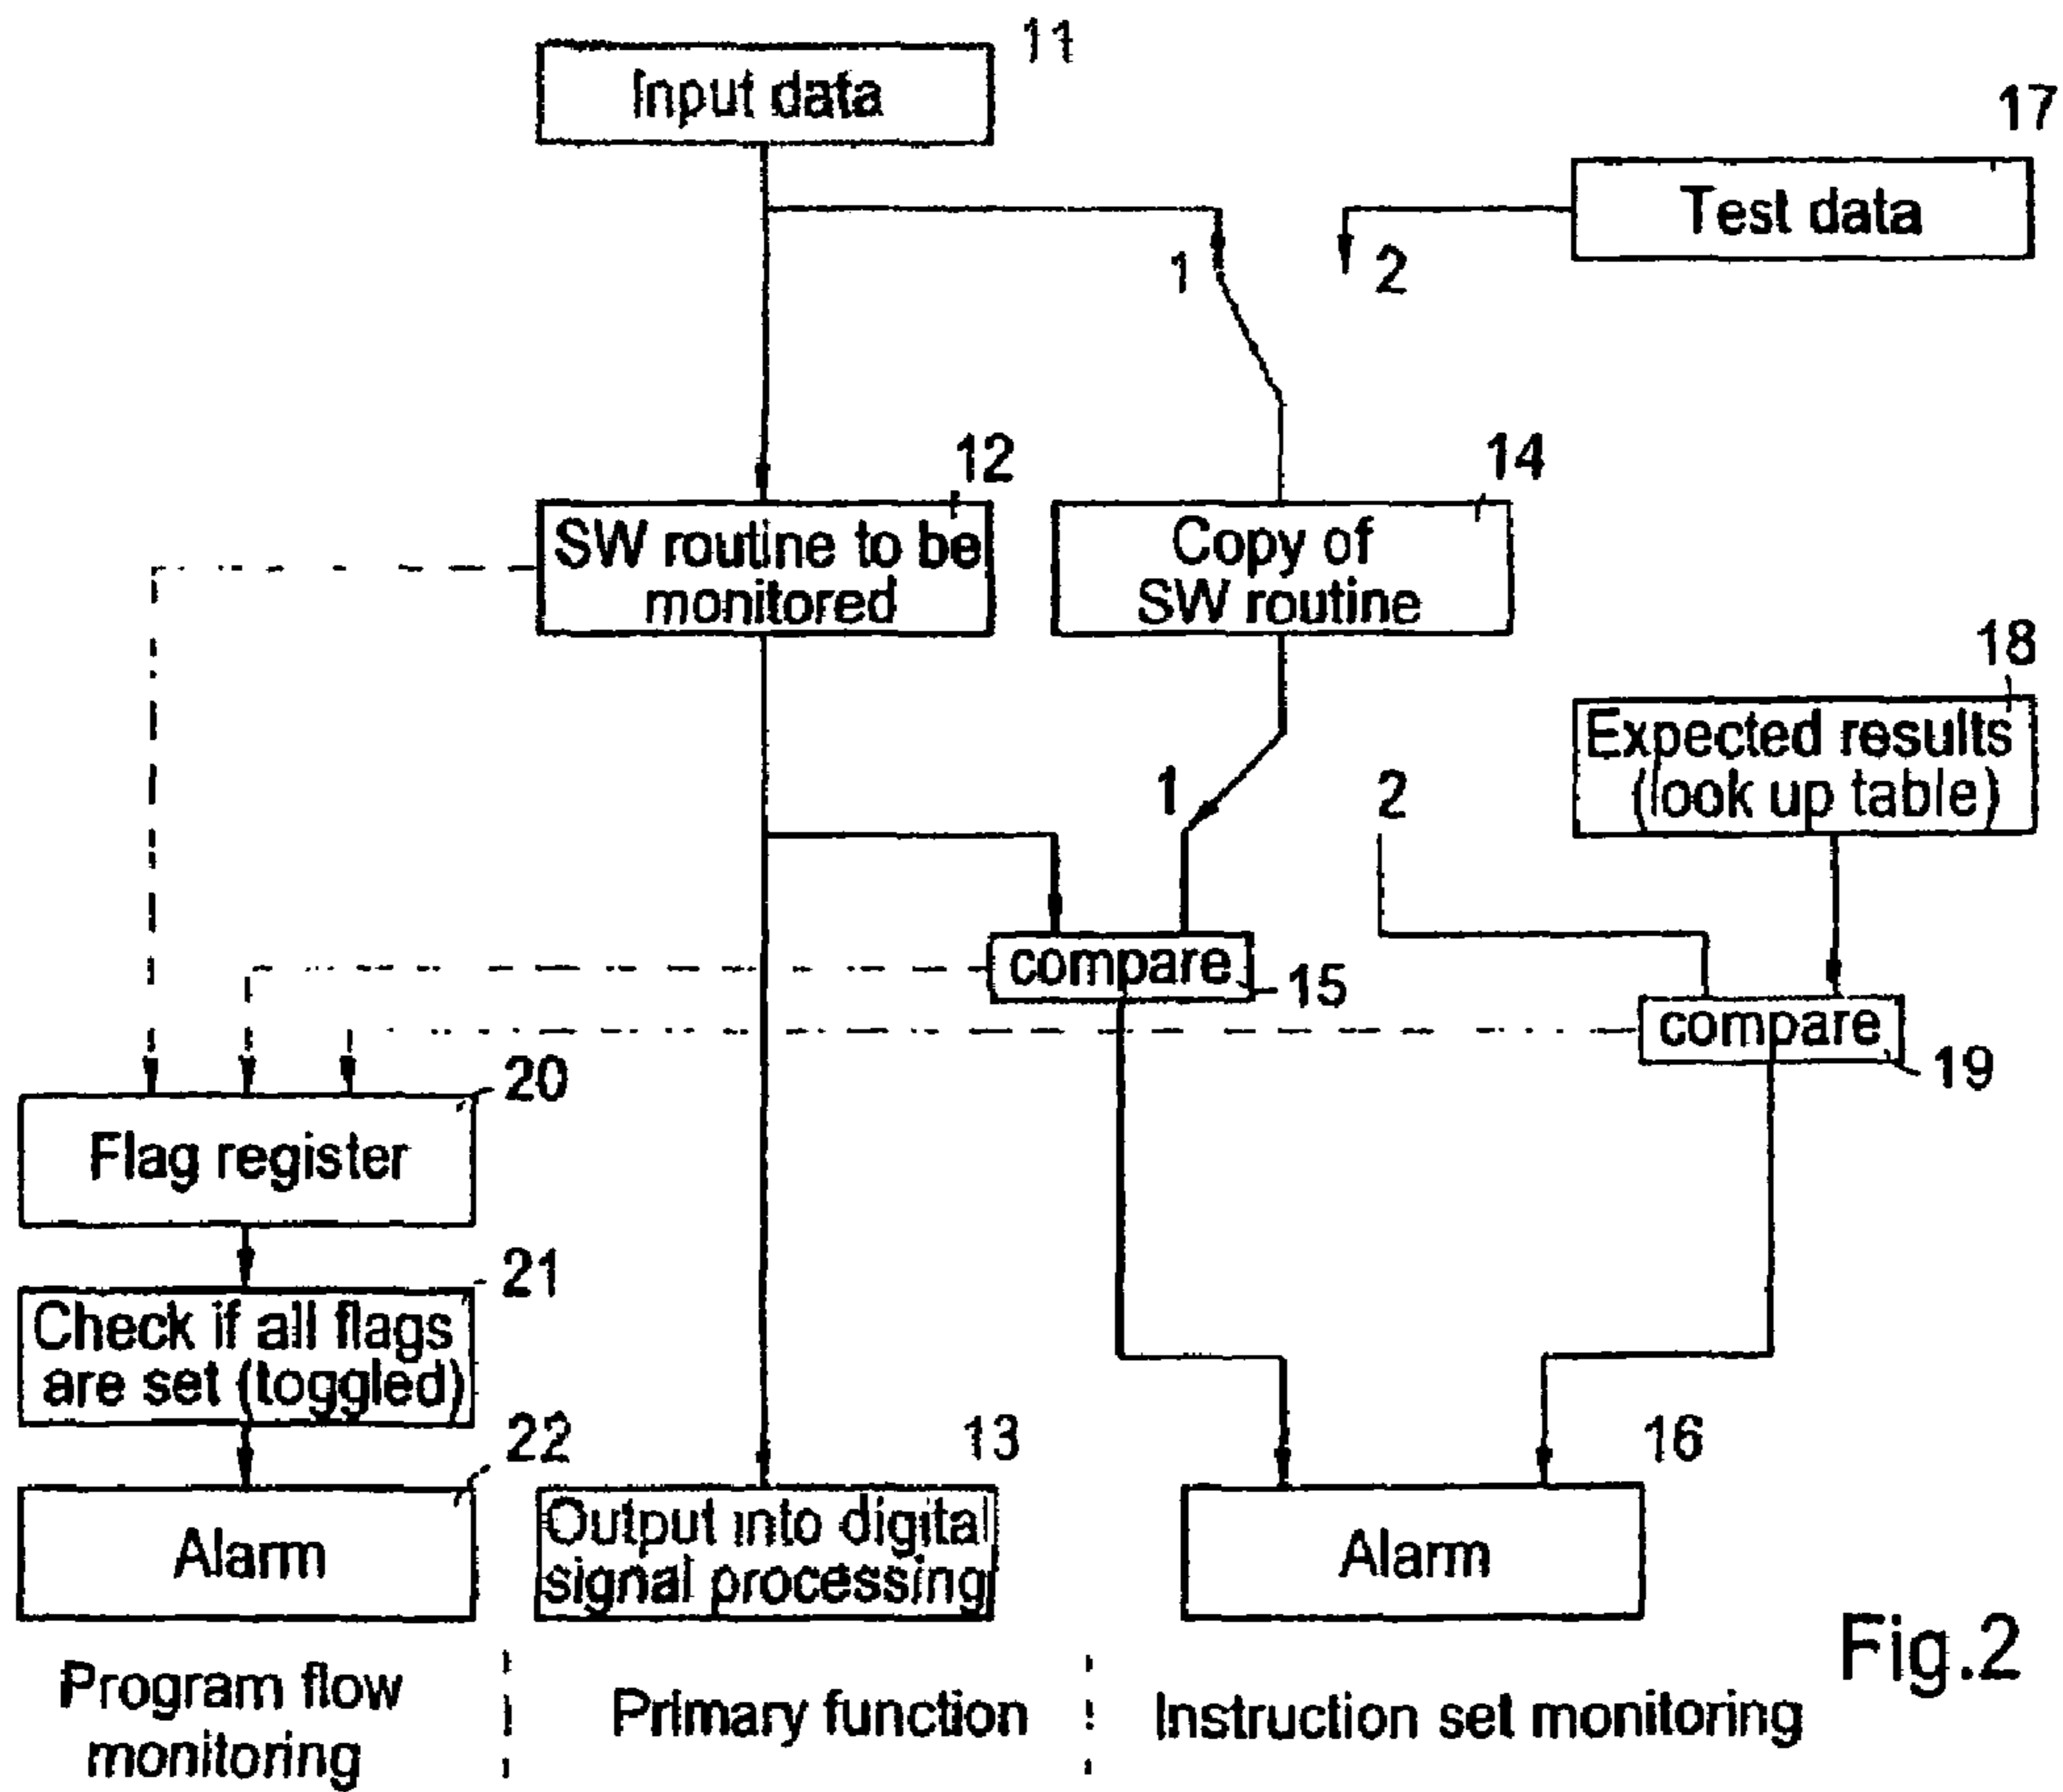 11
Input data
17
Test data
1
2
12
SW routine to be
monitored
14
Copy of
SW routine
18
Expected results
(look up table)
1
2
compare
15
compare
19
20
Flag register
21
Check if all flags
are set (toggled)
22
Alarm
13
Output into digital
signal processing
16
Alarm
Fig.2
Program flow
monitoring
Primary function
Instruction set monitoring